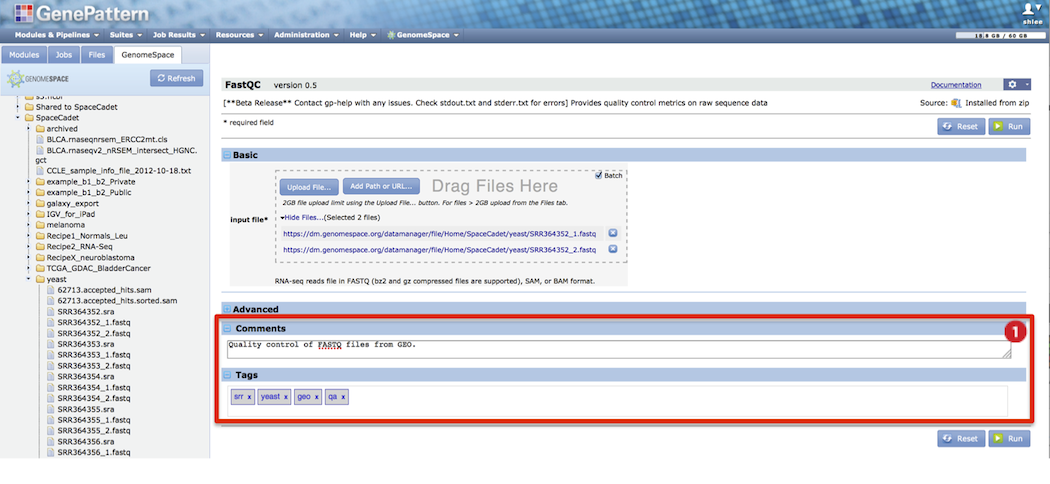 GenePattern
shlee
Modules & Pipelines Suites Job Results Resources Administration Help GenomeSpace
15.8 GB / 60 GB
Modules Jobs Files GenomeSpace
GENOMESPACE Refresh
Shared to SpaceCadet
SpaceCadet
archived
BLCA.rnaseqnrsem_ERCC2mt.cls
BLCA.rnaseqv2_nRSEM_intersect_HGNC.
gct
CCLE_sample_info_file_2012-10-18.txt
example_b1_b2_Private
example_b1_b2_Public
galaxy_export
IGV_for_iPad
melanoma
Recipe1_Normals_Leu
Recipe2_RNA-Seq
RecipeX_neuroblastoma
TCGA_GDAC_BladderCancer
yeast
62713.accepted_hits.sam
62713.accepted_hits.sorted.sam
SRR364352.sra
SRR364352_1.fastq
SRR364352_2.fastq
SRR364353.sra
SRR364353_1.fastq
SRR364353_2.fastq
SRR364354.sra
SRR364354_1.fastq
SRR364354_2.fastq
SRR364355.sra
SRR364355_1.fastq
SRR364355_2.fastq
SRR364356.sra
SRR364356_1.fastq
FastQC version 0.5 Documentation
[**Beta Release** Contact gp-help with any issues. Check stdout.txt and stderr.txt for errors] Provides quality control metrics on raw sequence data Source: Installed from zip
* required field Reset Run
Basic
Batch
Upload File... Add Path or URL... Drag Files Here
2GB file upload limit using the Upload File... button. For files > 2GB upload from the Files tab.
Hide Files...(Selected 2 files)
input file*
https://dm.genomespace.org/datamanager/file/Home/SpaceCadet/yeast/SRR364352_1.fastq x
https://dm.genomespace.org/datamanager/file/Home/SpaceCadet/yeast/SRR364352_2.fastq x
RNA-seq reads file in FASTQ (bz2 and gz compressed files are supported), SAM, or BAM format.
Advanced
Comments 1
Quality control of FASTQ files from GEO.
Tags
srr x yeast x geo x qa x
Reset Run